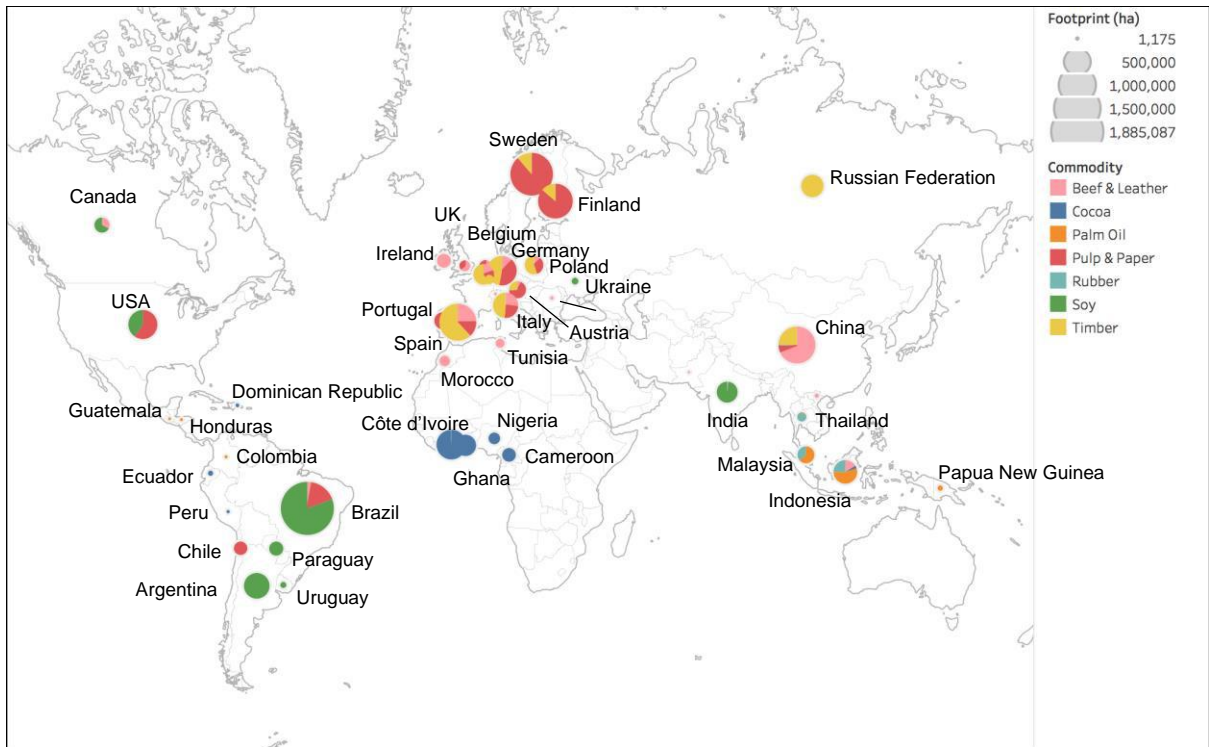 Sweden
Russian Federation
Canada
Finland
UK
Belgium
Ireland
Germany
Poland
Ukraine
USA
Portugal
Italy
Austria
China
Spain
Tunisia
Morocco
Dominican Republic
Guatemala
Honduras
Côte d'Ivoire
Nigeria
India
Thailand
Colombia
Cameroon
Ecuador
Ghana
Malaysia
Papua New Guinea
Indonesia
Peru
Brazil
Chile
Paraguay
Argentina
Uruguay
Footprint (ha)
1,175
500,000
1,000,000
1,500,000
1,885,087
Commodity
Beef & Leather
Cocoa
Palm Oil
Pulp & Paper
Rubber
Soy
Timber